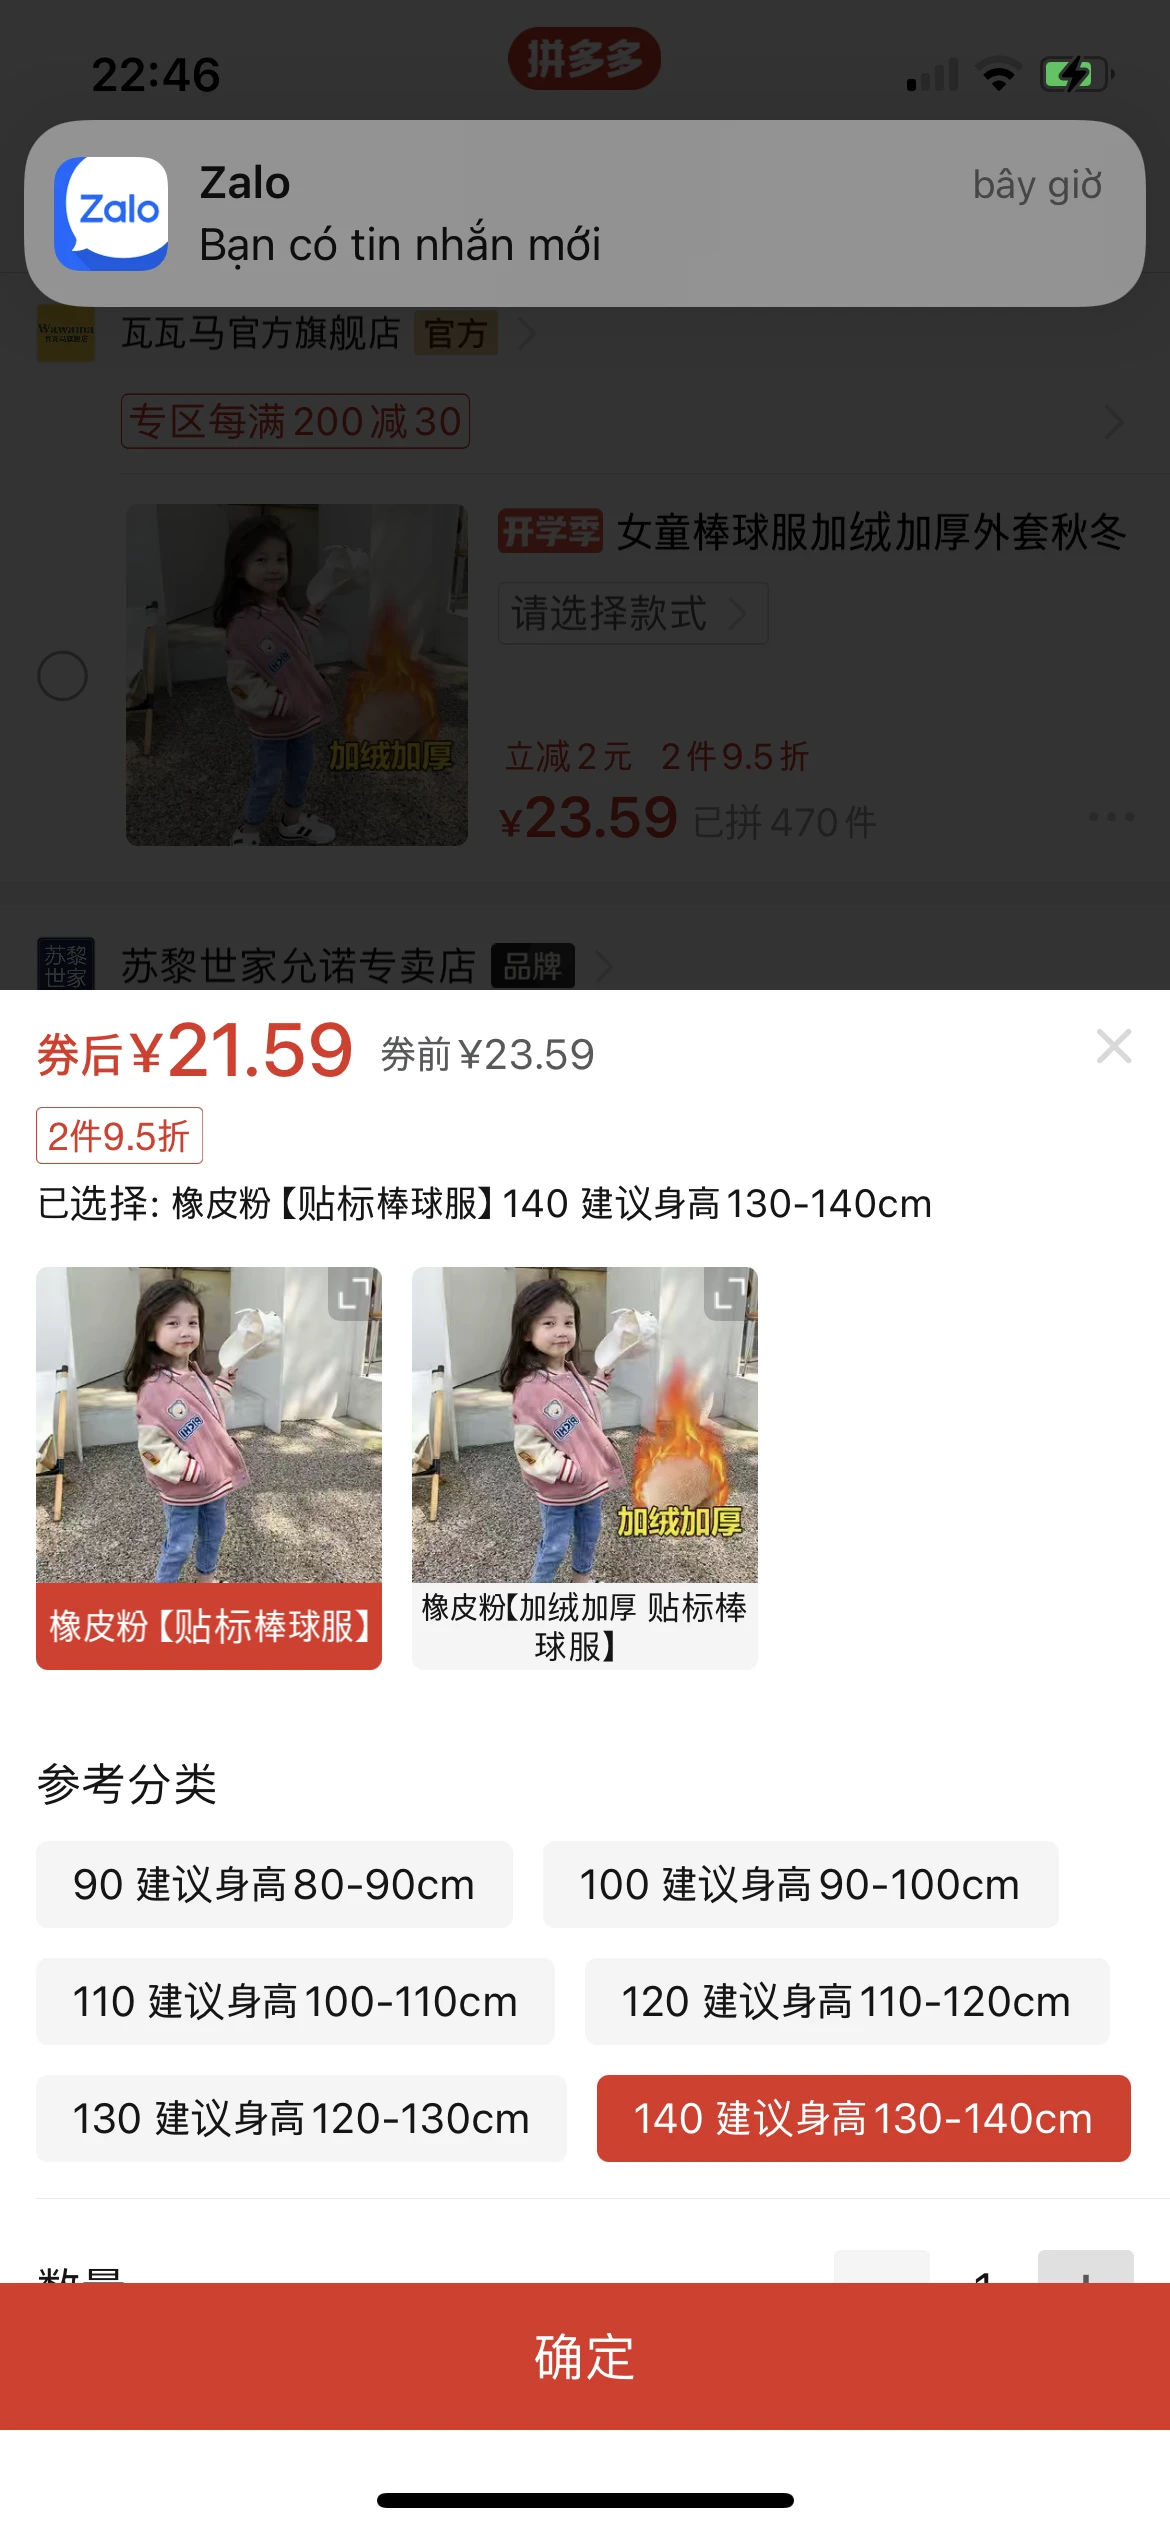 22:46
拼多多
Zalo
Zalo
bây giờ
Bạn có tin nhắn mới
Wawama
瓦瓦马官方旗舰店 官方
专区每满200减30
开学季 女童棒球服加绒加厚外套秋冬
请选择款式
加绒加厚
立减2元 2件9.5折
¥23.59 已拼470件
苏黎世家
苏黎世家允诺专卖店 品牌
券后¥21.59 券前¥23.59
2件9.5折
已选择: 橡皮粉【贴标棒球服】140 建议身高130-140cm
加绒加厚
橡皮粉【贴标棒球服】
橡皮粉【加绒加厚 贴标棒
球服】
参考分类
90 建议身高80-90cm
100 建议身高90-100cm
110 建议身高100-110cm
120 建议身高110-120cm
130 建议身高120-130cm
140 建议身高130-140cm
数量
1
确定